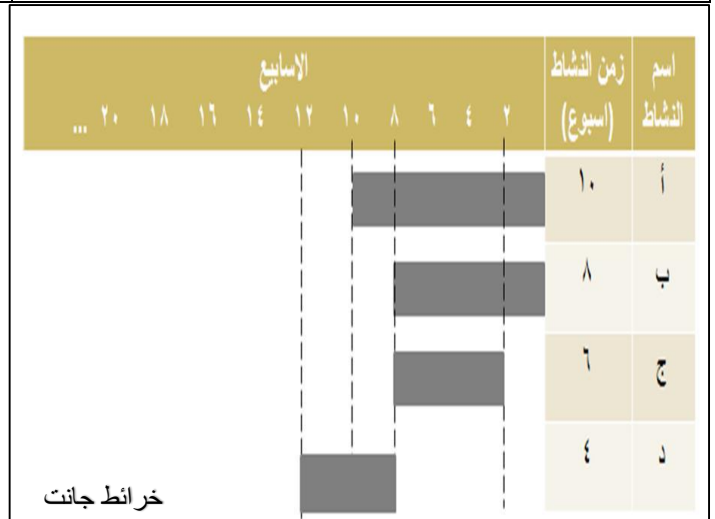 اسم النشاط
زمن النشاط (اسبوع)
الاسابيع
٢ ٤ ٦ ٨ ١٠ ١٢ ١٤ ١٦ ١٨ ٢٠ ...
أ ١٠
ب ٨
ج ٦
د ٤
خرائط جانت